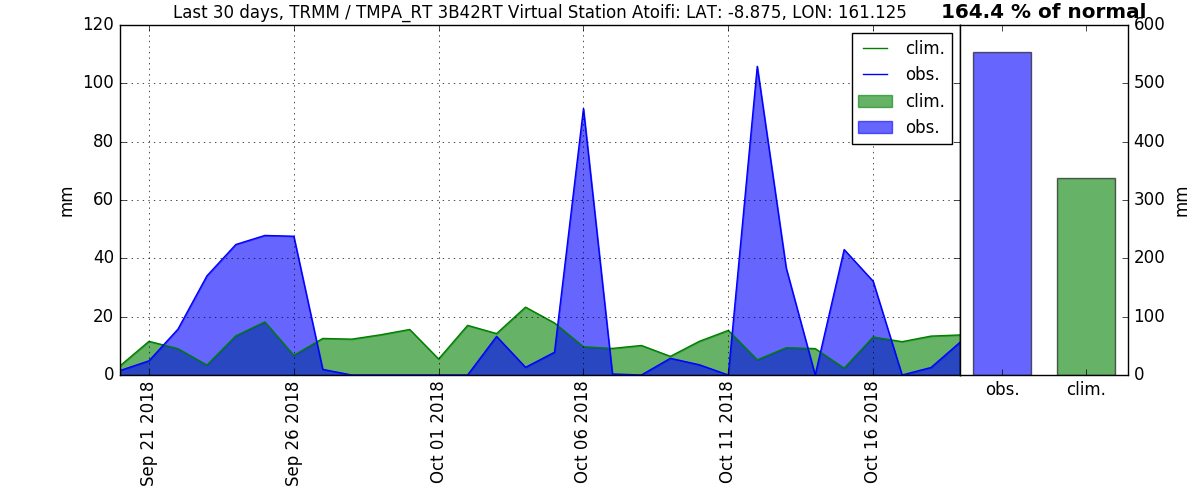 Last 30 days, TRMM / TMPA_RT 3B42RT Virtual Station Atoifi: LAT: -8.875, LON: 161.125
164.4 % of normal
120
100
80
60
40
20
0
mm
clim.
obs.
clim.
obs.
Sep 21 2018
Sep 26 2018
Oct 01 2018
Oct 06 2018
Oct 11 2018
Oct 16 2018
600
500
400
300
200
100
0
mm
obs.
clim.